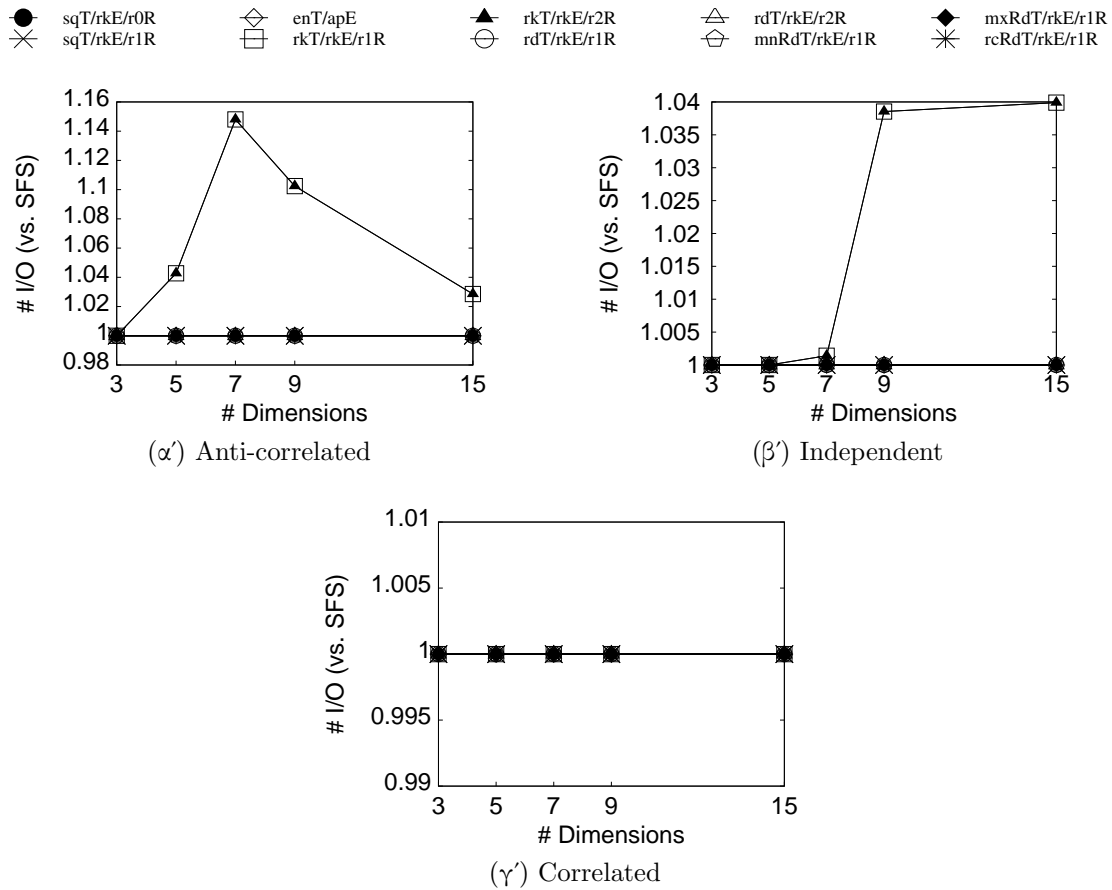 sqT/rkE/r0R enT/apE rkT/rkE/r2R rdT/rkE/r2R mxRdT/rkE/r1R
sqT/rkE/r1R rkT/rkE/r1R rdT/rkE/r1R mnRdT/rkE/r1R rcRdT/rkE/r1R
# I/O (vs. SFS)
1.16
1.14
1.12
1.1
1.08
1.06
1.04
1.02
1
0.98
3 5 7 9 15
# Dimensions
(α′) Anti-correlated
# I/O (vs. SFS)
1.04
1.035
1.03
1.025
1.02
1.015
1.01
1.005
1
3 5 7 9 15
# Dimensions
(β′) Independent
# I/O (vs. SFS)
1.01
1.005
1
0.995
0.99
3 5 7 9 15
# Dimensions
(γ′) Correlated